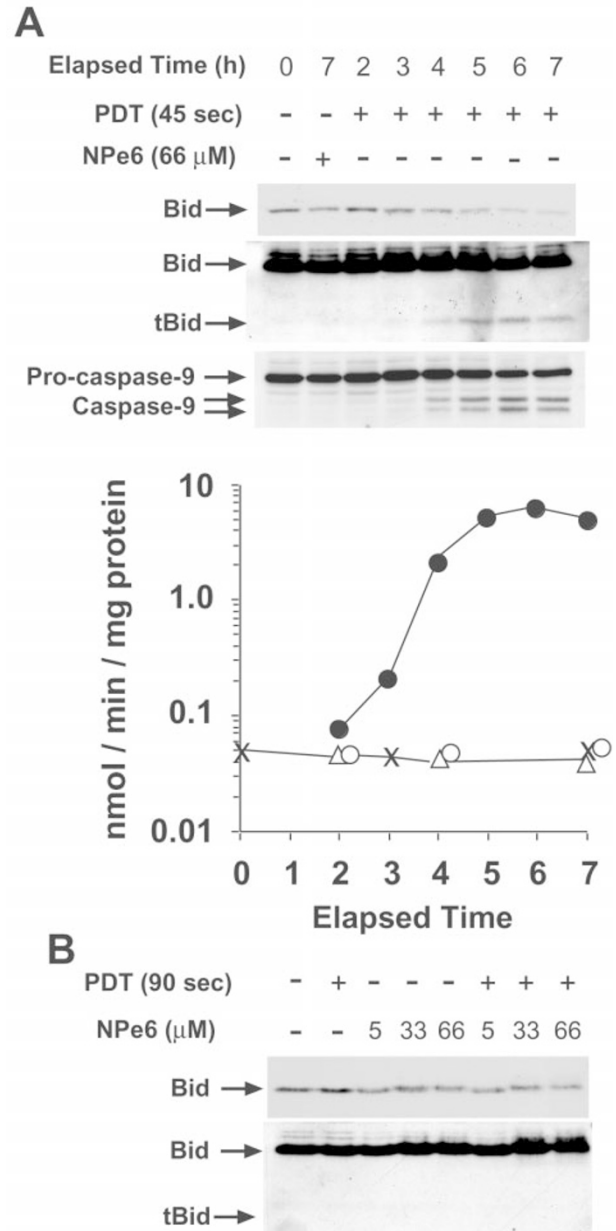 A
Elapsed Time (h) 0 7 2 3 4 5 6 7
PDT (45 sec) - - + + + + + +
NPe6 (66 μM) - + - - - - - -
Bid
Bid
tBid
Pro-caspase-9
Caspase-9
nmol / min / mg protein
10
1.0
0.1
0.01
0 1 2 3 4 5 6 7
Elapsed Time
B
PDT (90 sec) - + - - - + + +
NPe6 (μM) - - 5 33 66 5 33 66
Bid
Bid
tBid